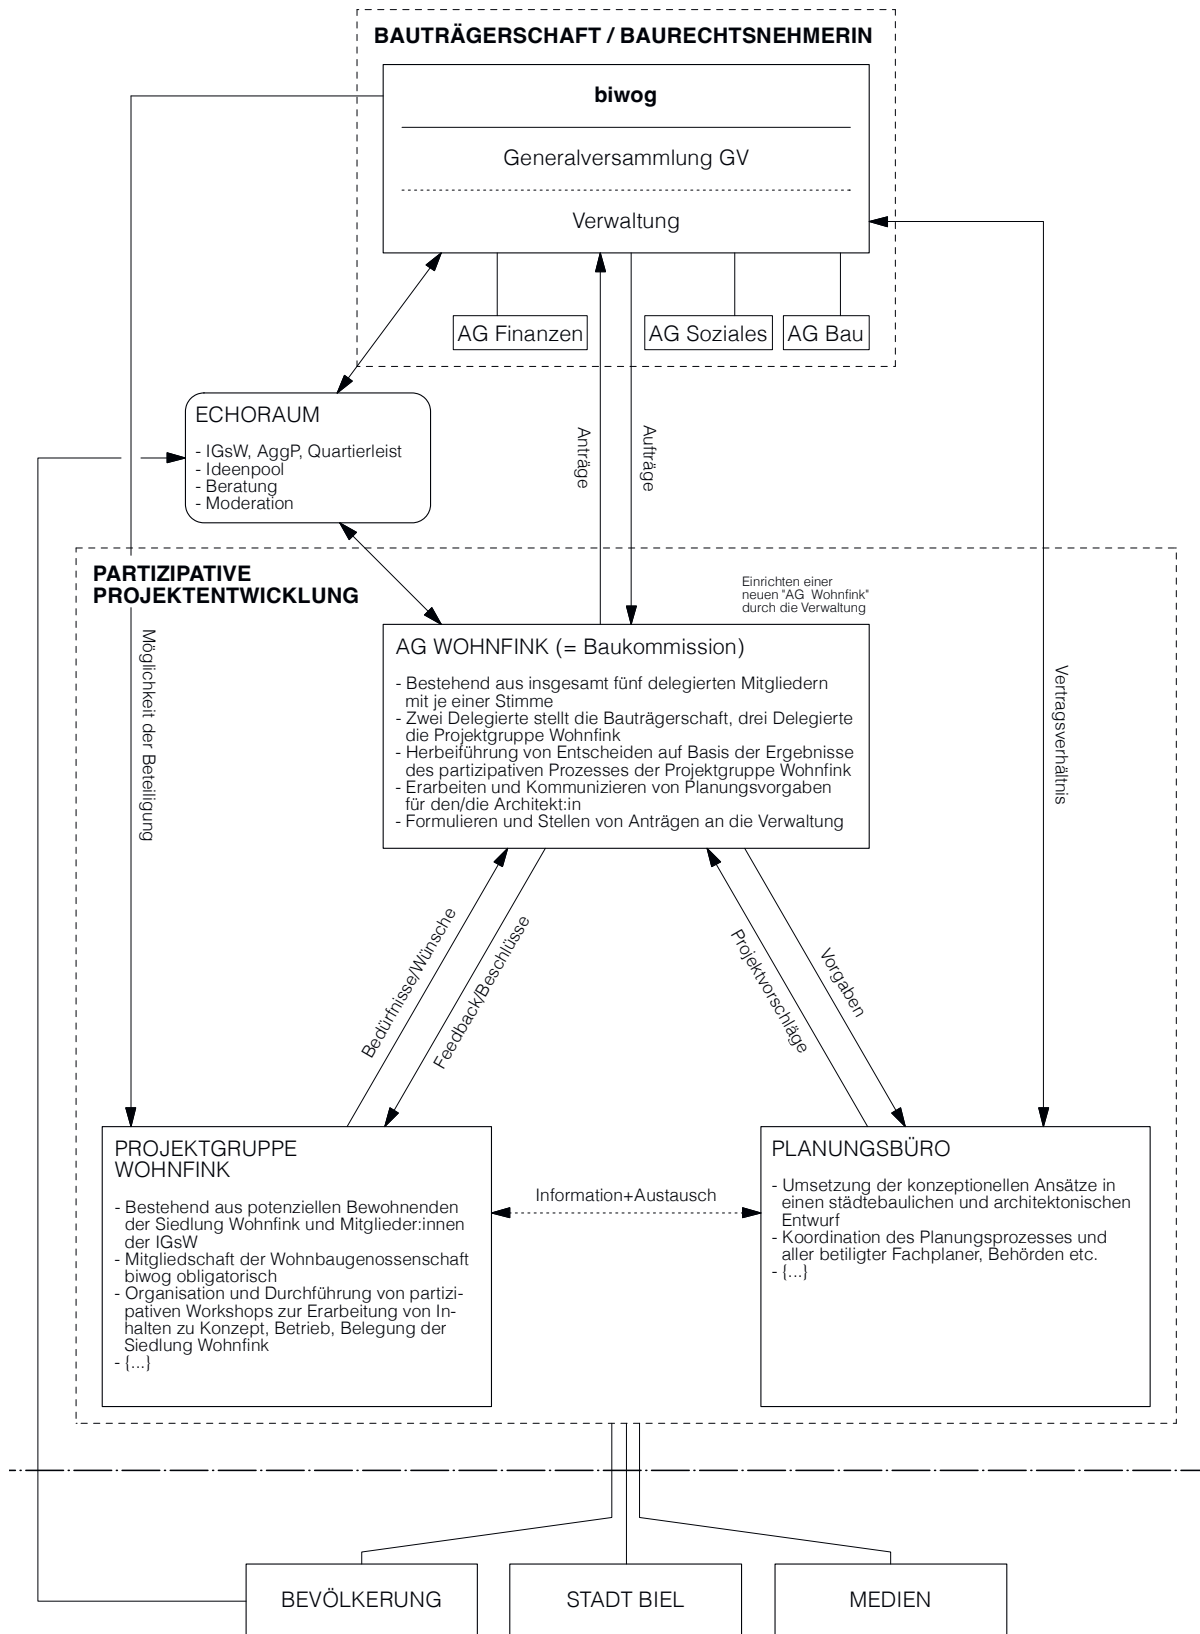 BAUTRÄGERSCHAFT / BAURECHTSNEHMERIN
biwog
Generalversammlung GV
Verwaltung
AG Finanzen
AG Soziales
AG Bau
ECHORAUM
- IGsW, AggP, Quartierleist
- Ideenpool
- Beratung
- Moderation
Anträge
Aufträge
PARTIZIPATIVE
PROJEKTENTWICKLUNG
Einrichten einer
neuen "AG Wohnfink"
durch die Verwaltung
AG WOHNFINK (= Baukommission)
- Bestehend aus insgesamt fünf delegierten Mitgliedern
mit je einer Stimme
- Zwei Delegierte stellt die Bauträgerschaft, drei Delegierte
die Projektgruppe Wohnfink
- Herbeiführung von Entscheiden auf Basis der Ergebnisse
des partizipativen Prozesses der Projektgruppe Wohnfink
- Erarbeiten und Kommunizieren von Planungsvorgaben
für den/die Architekt:in
- Formulieren und Stellen von Anträgen an die Verwaltung
Möglichkeit der Beteiligung
Vertragsverhältnis
Bedürfnisse/Wünsche
Feedback/Beschlüsse
Projektvorschläge
Vorgaben
PROJEKTGRUPPE
WOHNFINK
- Bestehend aus potenziellen Bewohnenden
der Siedlung Wohnfink und Mitglieder:innen
der IGsW
- Mitgliedschaft der Wohnbaugenossenschaft
biwog obligatorisch
- Organisation und Durchführung von partizi-
pativen Workshops zur Erarbeitung von In-
halten zu Konzept, Betrieb, Belegung der
Siedlung Wohnfink
- {...}
Information+Austausch
PLANUNGSBÜRO
- Umsetzung der konzeptionellen Ansätze in
einen städtebaulichen und architektonischen
Entwurf
- Koordination des Planungsprozesses und
aller betiligter Fachplaner, Behörden etc.
- {...}
BEVÖLKERUNG
STADT BIEL
MEDIEN